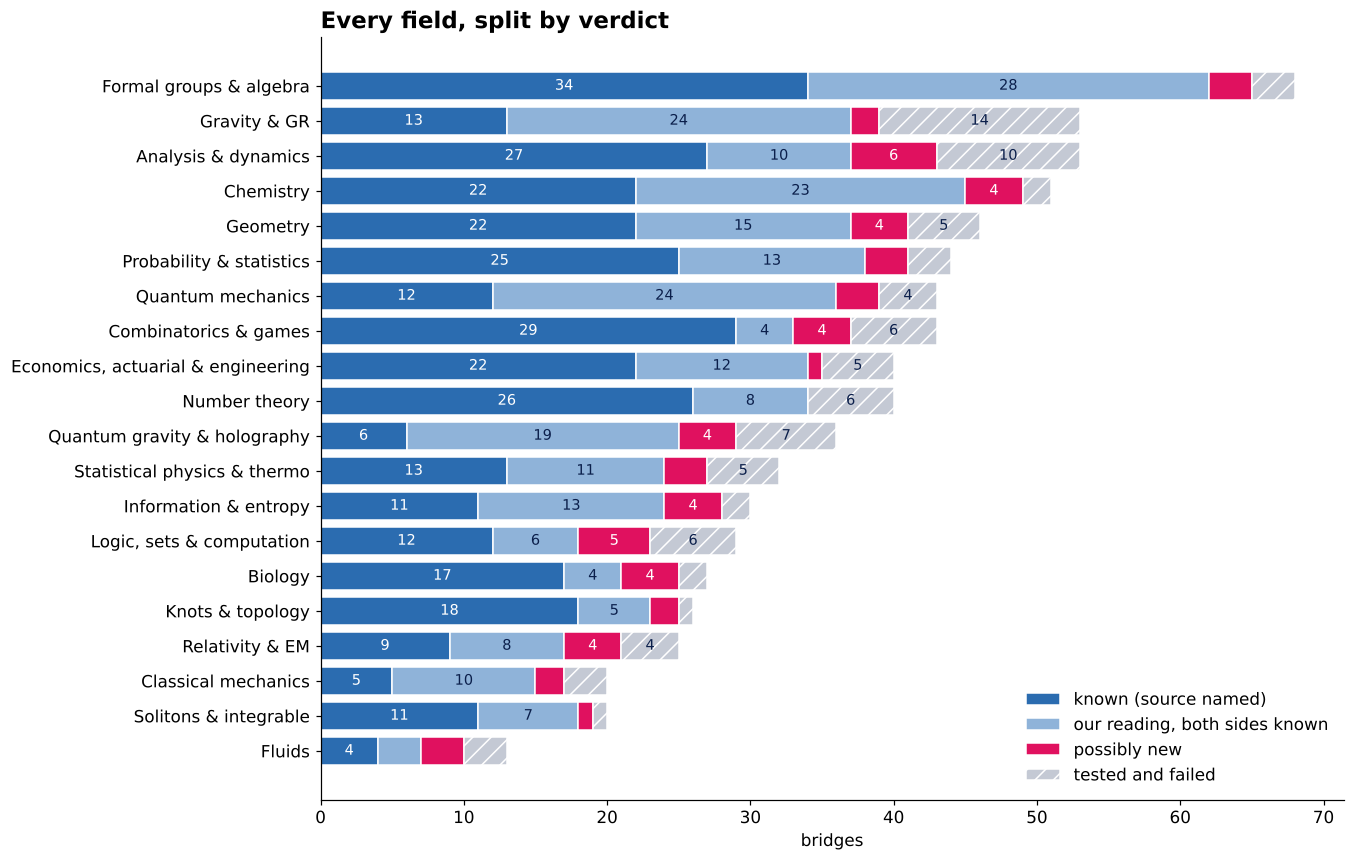 Every field, split by verdict
Formal groups & algebra 34 28
Gravity & GR 13 24 14
Analysis & dynamics 27 10 6 10
Chemistry 22 23 4
Geometry 22 15 4 5
Probability & statistics 25 13
Quantum mechanics 12 24 4
Combinatorics & games 29 4 4 6
Economics, actuarial & engineering 22 12 5
Number theory 26 8 6
Quantum gravity & holography 6 19 4 7
Statistical physics & thermo 13 11 5
Information & entropy 11 13 4
Logic, sets & computation 12 6 5 6
Biology 17 4 4
Knots & topology 18 5
Relativity & EM 9 8 4 4
Classical mechanics 5 10
Solitons & integrable 11 7
Fluids 4
known (source named)
our reading, both sides known
possibly new
tested and failed
0 10 20 30 40 50 60 70
bridges